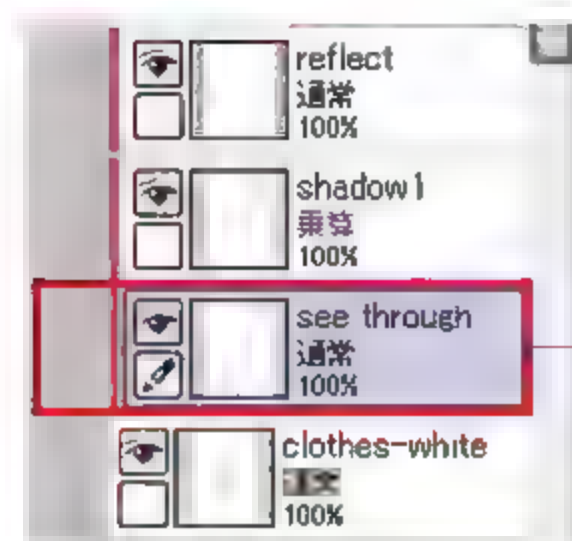 reflect
通常
100%
shadow1
乗算
100%
see through
通常
100%
clothes-white
100%